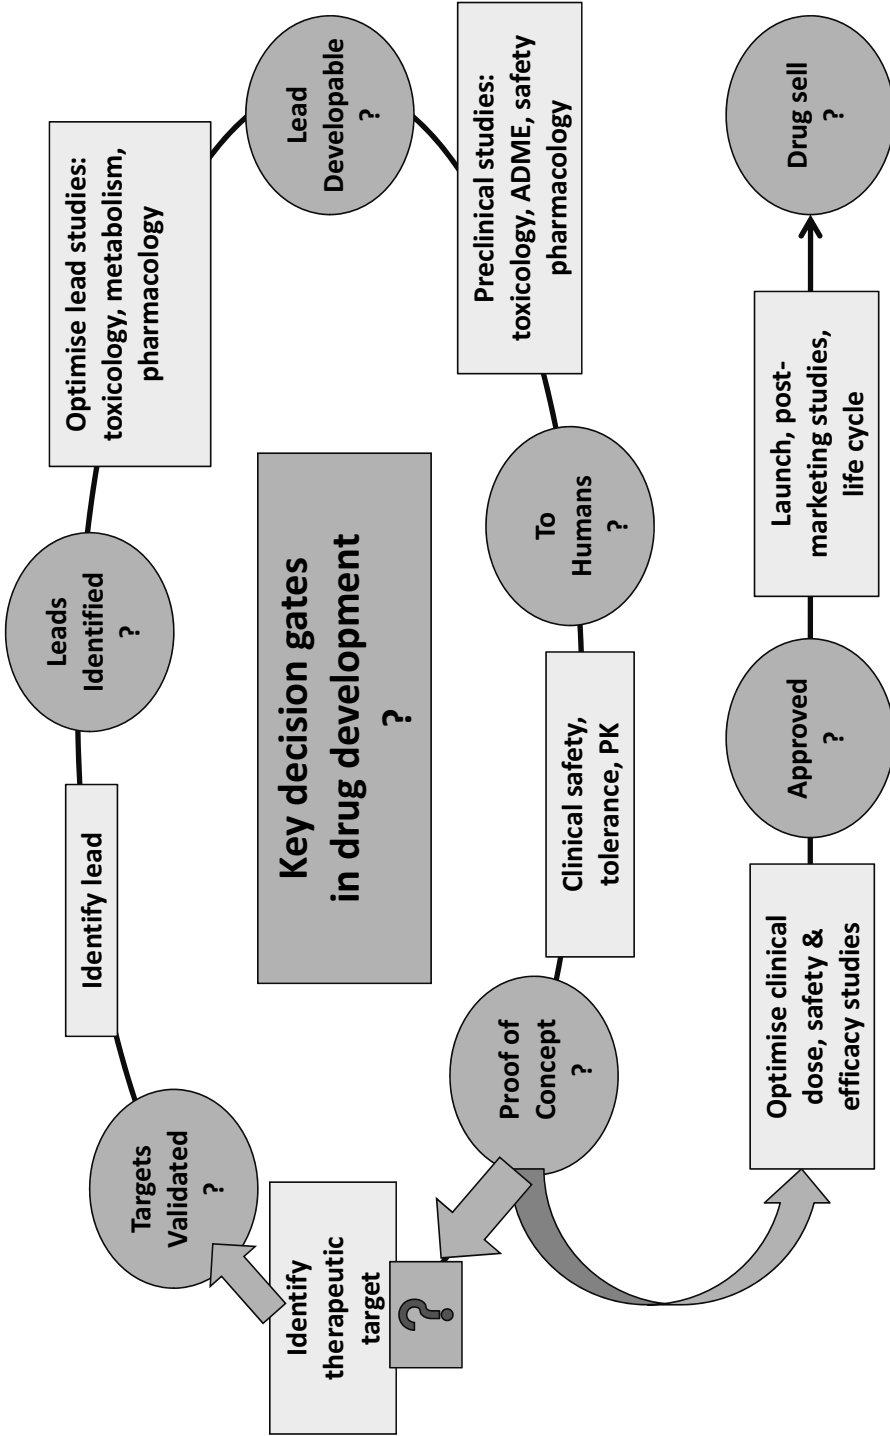 Identify
therapeutic
target
?
Targets
Validated
?
Identify lead
Leads
Identified
?
Optimise lead studies:
toxicology, metabolism,
pharmacology
Lead
Developable
?
Preclinical studies:
toxicology, ADME, safety
pharmacology
To
Humans
?
Clinical safety,
tolerance, PK
Proof of
Concept
?
Key decision gates
in drug development
?
Optimise clinical
dose, safety &
efficacy studies
Approved
?
Launch, post-
marketing studies,
life cycle
Drug sell
?